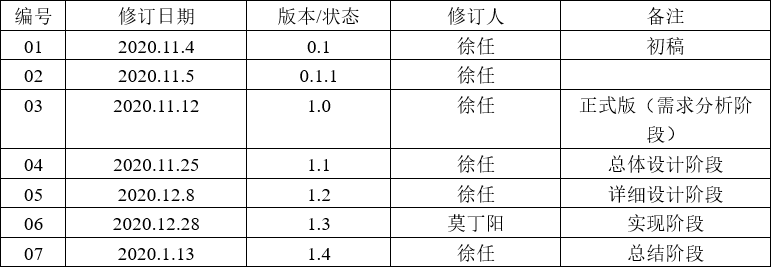 编号 修订日期 版本/状态 修订人 备注
01 2020.11.4 0.1 徐任 初稿
02 2020.11.5 0.1.1 徐任
03 2020.11.12 1.0 徐任 正式版（需求分析阶
段）
04 2020.11.25 1.1 徐任 总体设计阶段
05 2020.12.8 1.2 徐任 详细设计阶段
06 2020.12.28 1.3 莫丁阳 实现阶段
07 2020.1.13 1.4 徐任 总结阶段